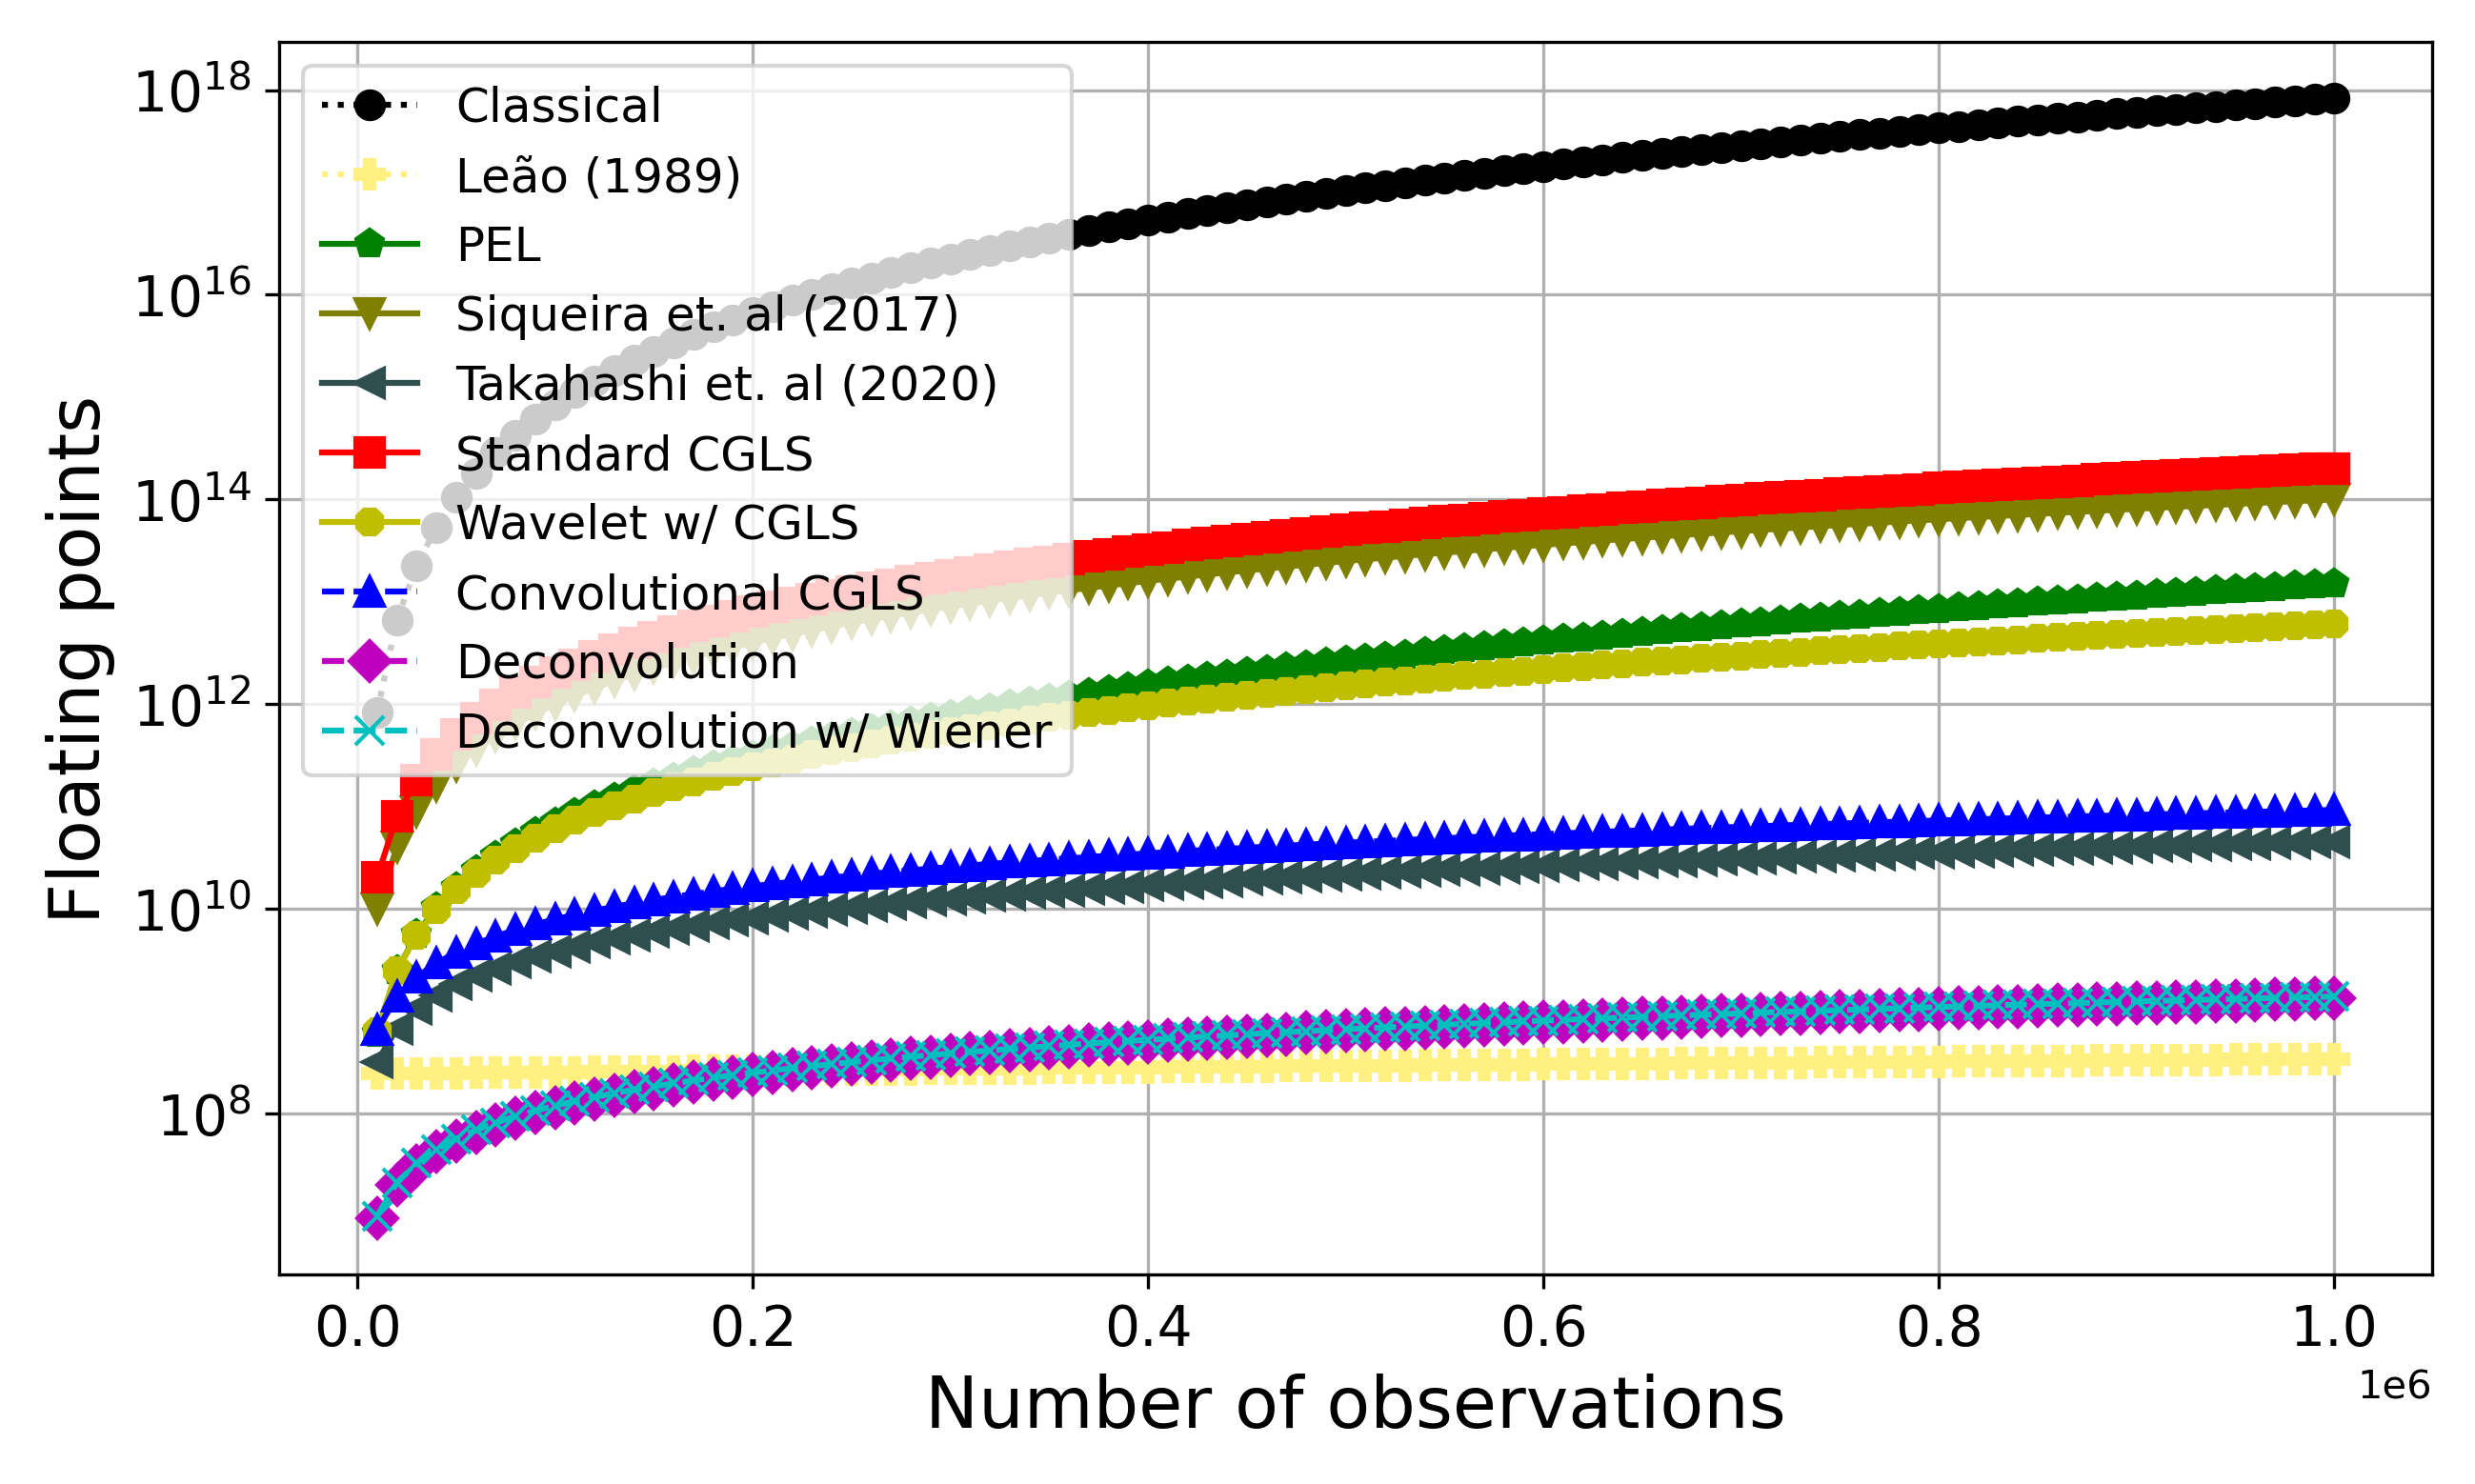 10^18
10^16
10^14
10^12
10^10
10^8
Floating points
Classical
Leão (1989)
PEL
Siqueira et. al (2017)
Takahashi et. al (2020)
Standard CGLS
Wavelet w/ CGLS
Convolutional CGLS
Deconvolution
Deconvolution w/ Wiener
0.0 0.2 0.4 0.6 0.8 1.0
1e6
Number of observations